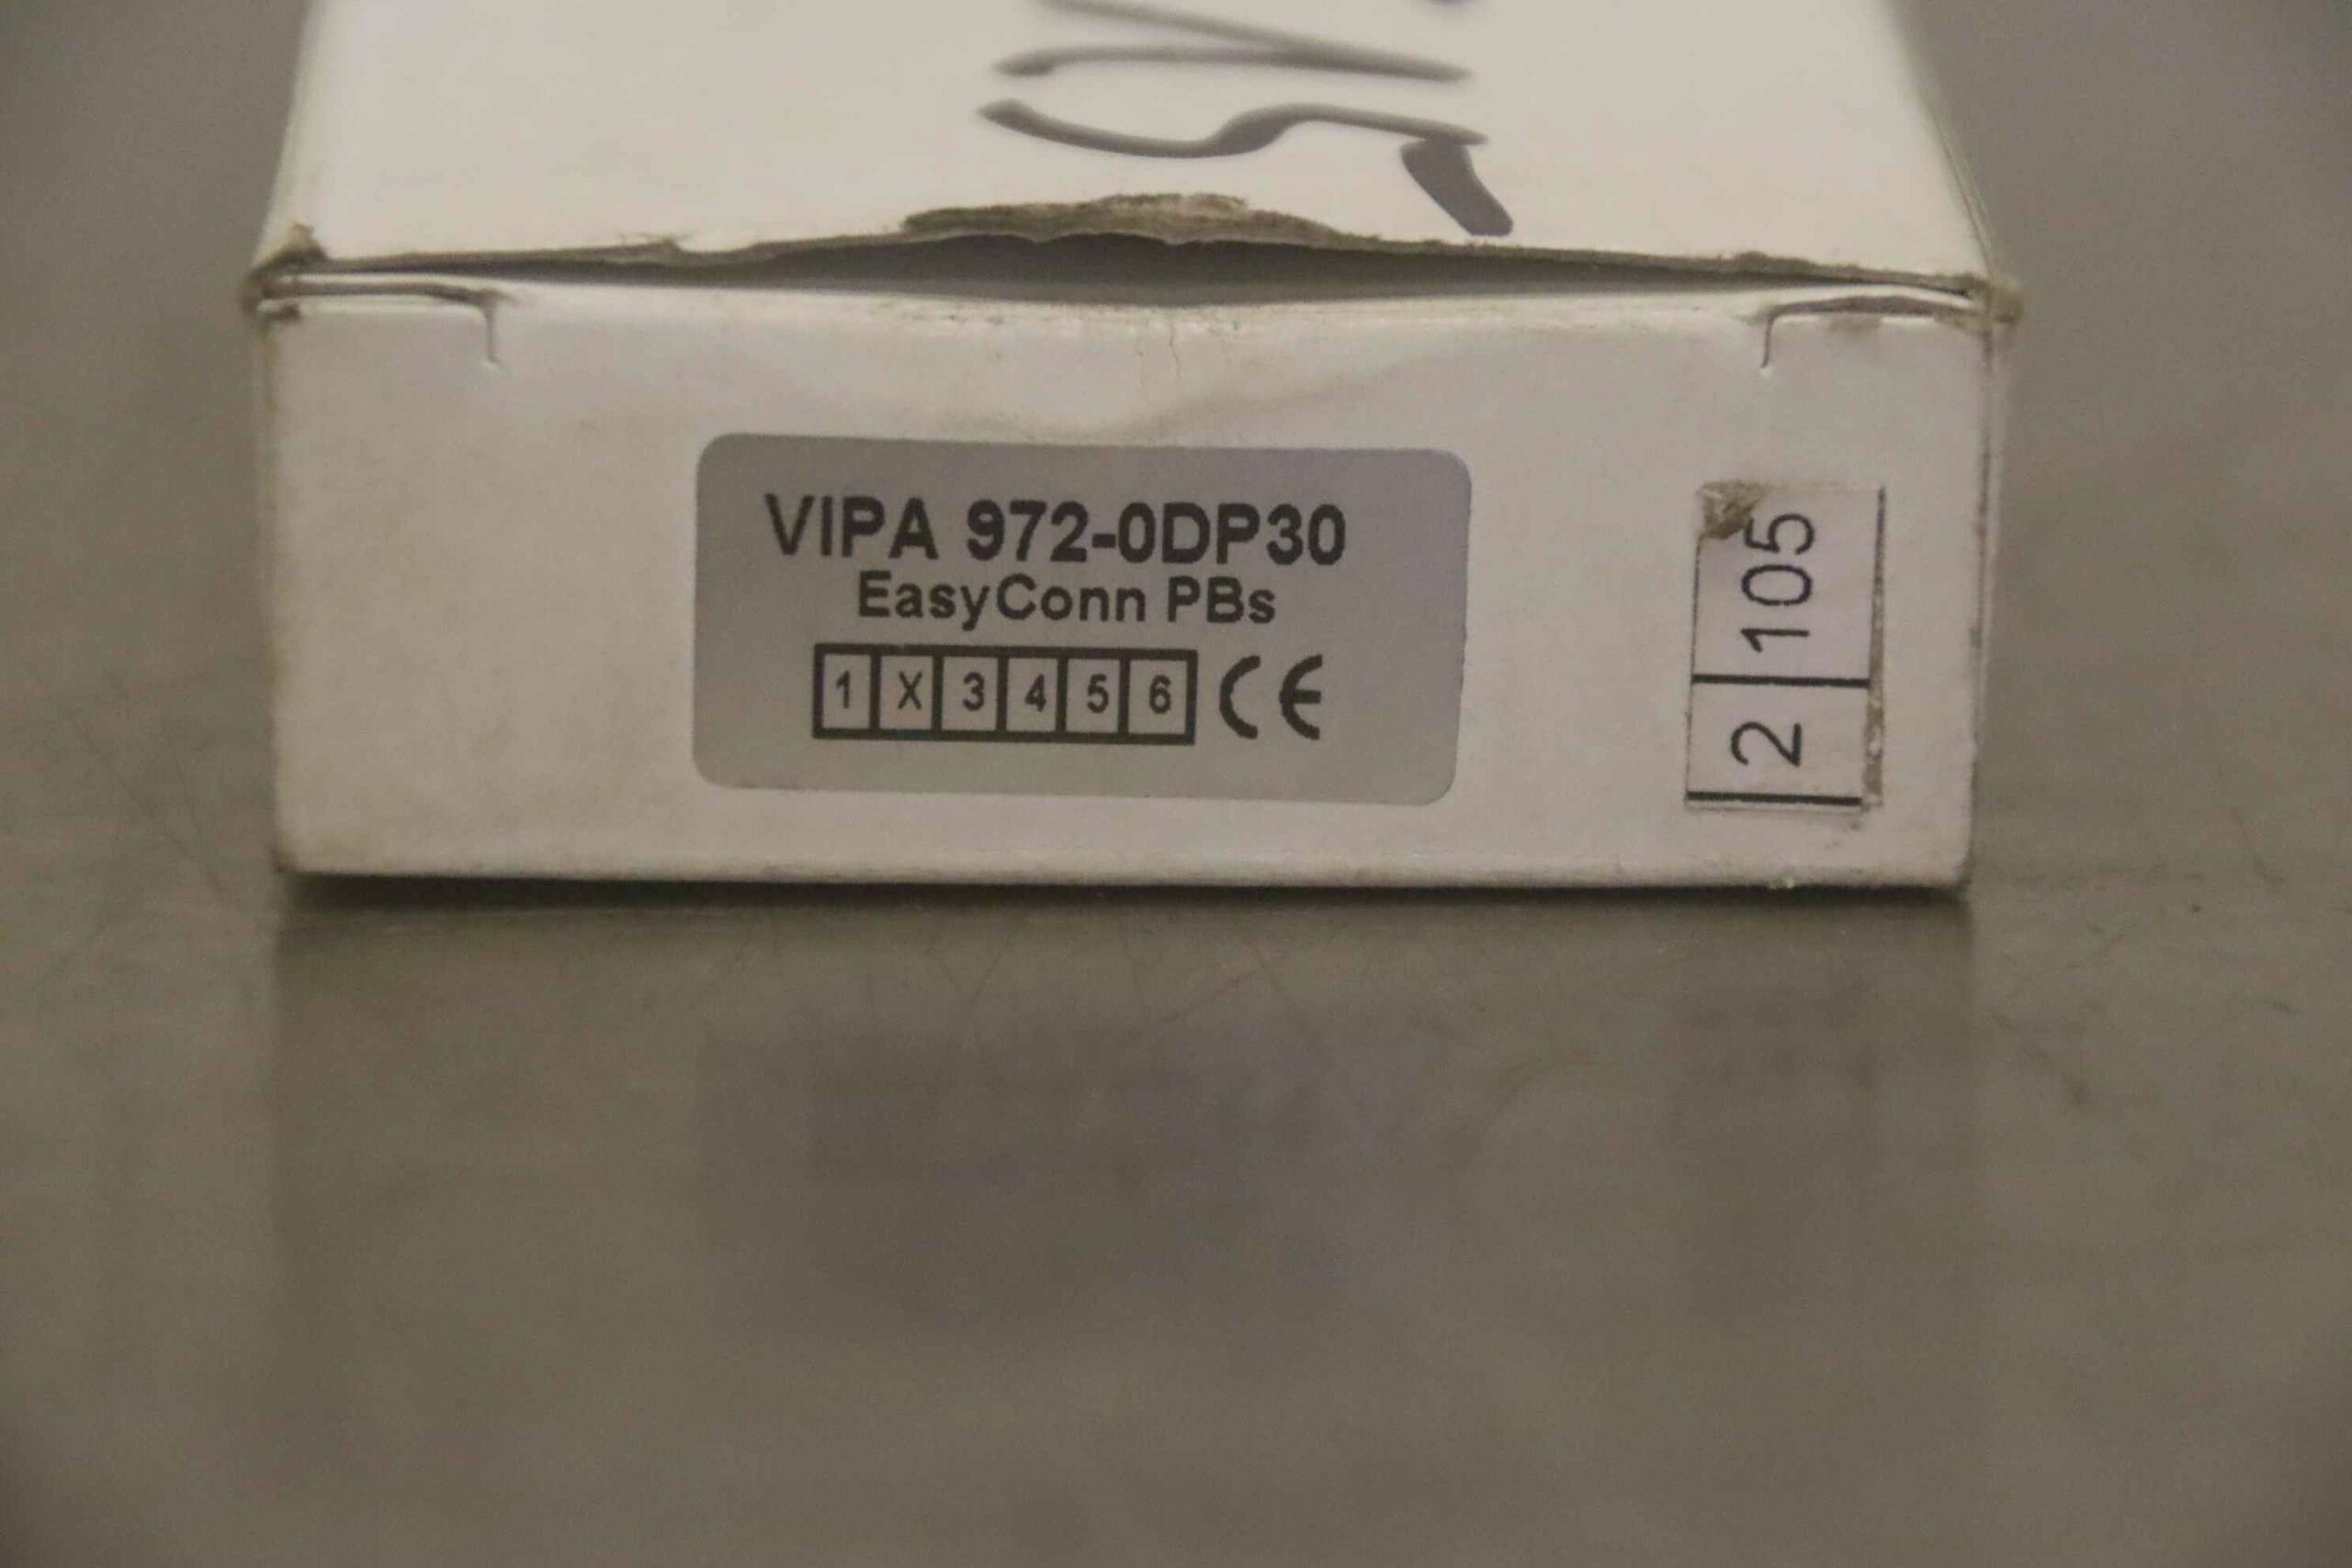 VIPA 972-0DP30
EasyConn PBs
1 X 3 4 5 6 CE
2 105